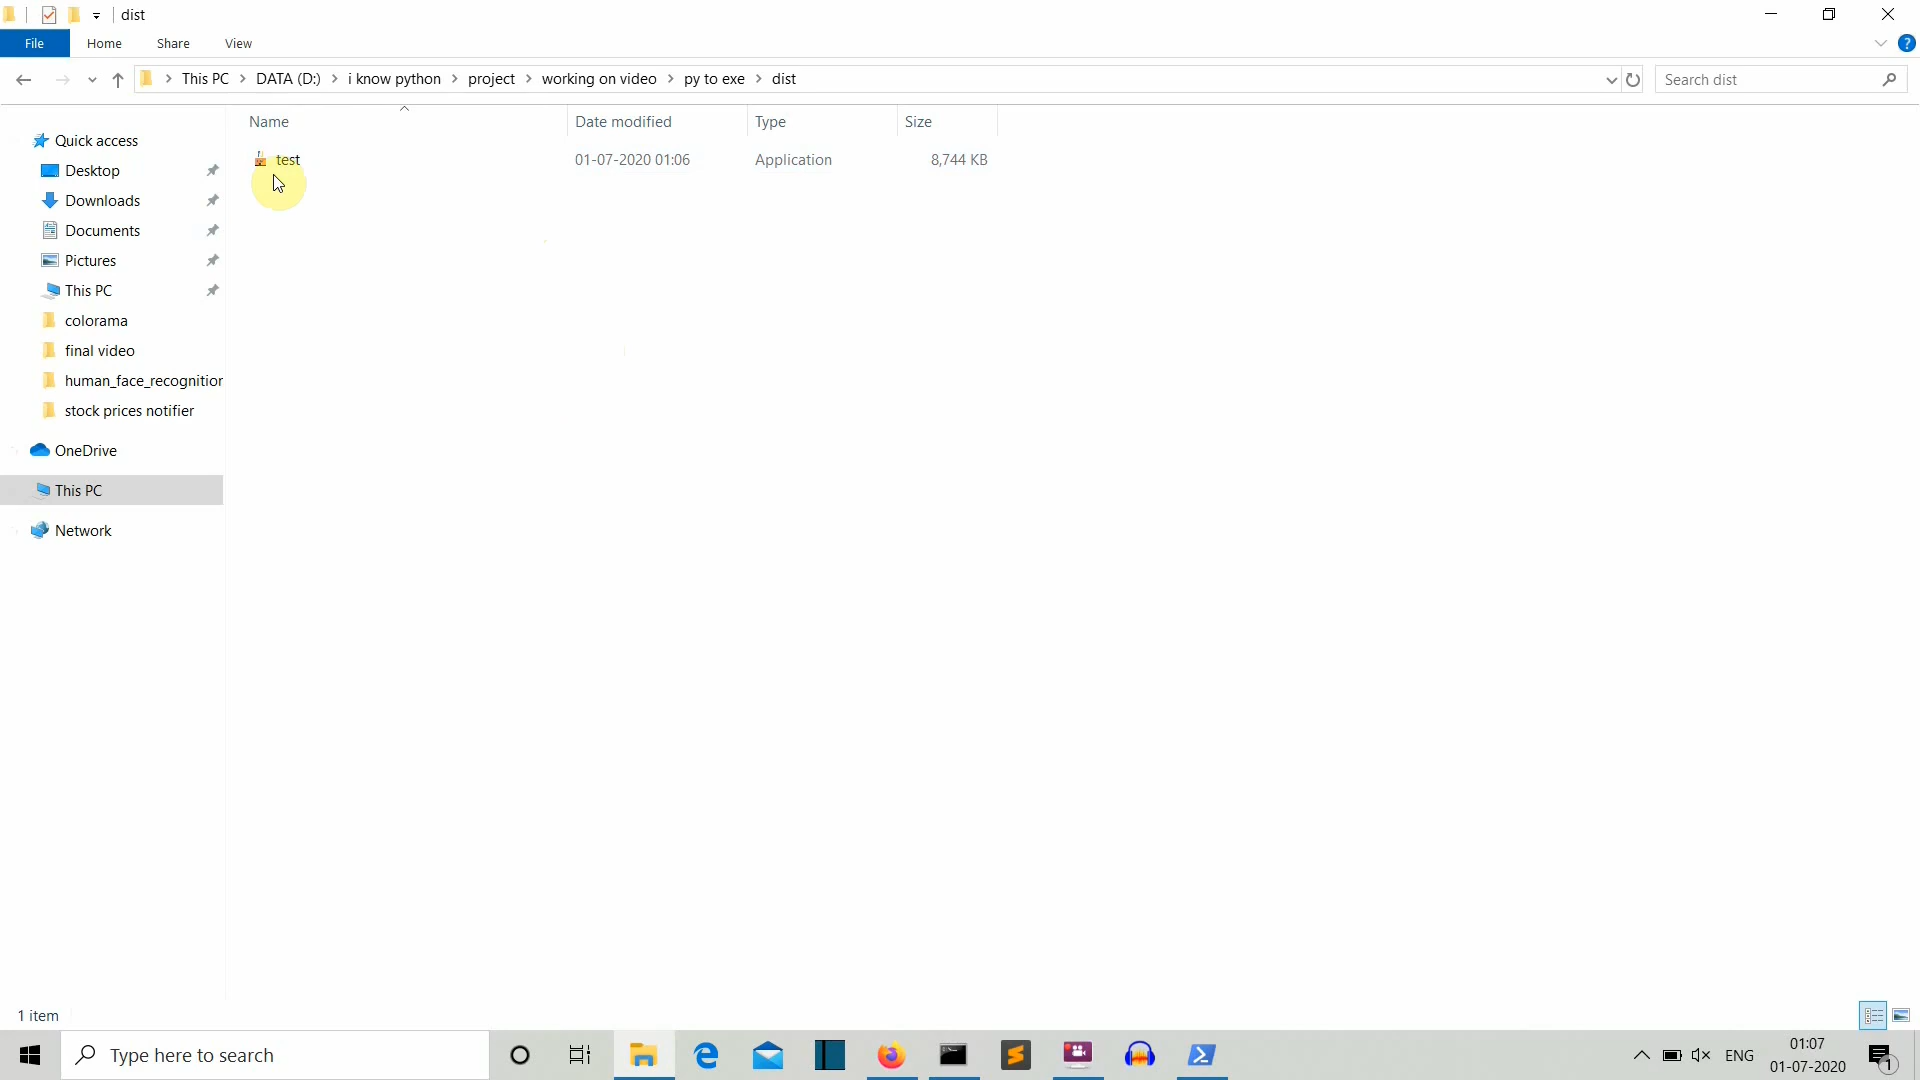 dist
File Home Share View
This PC DATA (D:) i know python project working on video py to exe dist
Search dist
Name Date modified Type Size
test 01-07-2020 01:06 Application 8,744 KB
Quick access
Desktop
Downloads
Documents
Pictures
This PC
colorama
final video
human_face_recognition
stock prices notifier
OneDrive
This PC
Network
1 item
Type here to search
ENG
01:07
01-07-2020
1